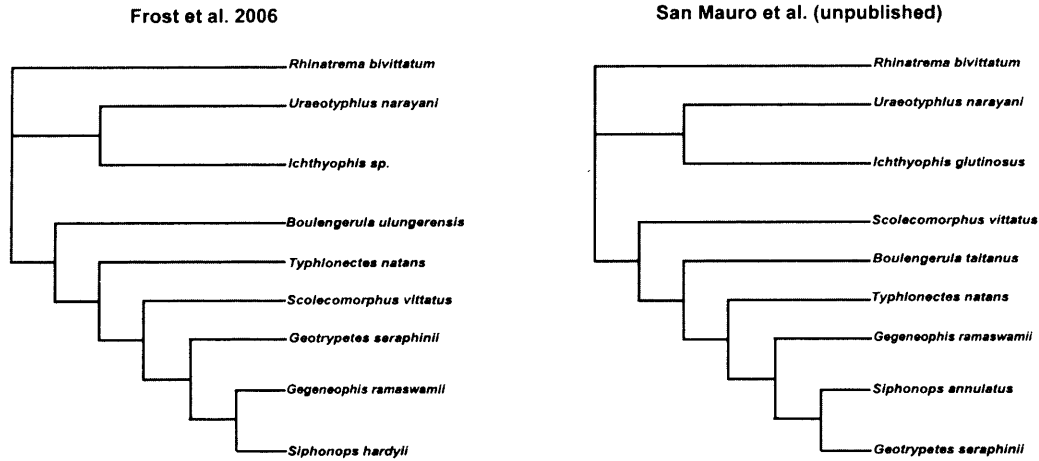 Frost et al. 2006
Rhinatrema bivittatum
Uraeotyphlus narayani
Ichthyophis sp.
Boulengerula ulungerensis
Typhlonectes natans
Scolecomorphus vittatus
Geotrypetes seraphinii
Gegeneophis ramaswamii
Siphonops hardyii
San Mauro et al. (unpublished)
Rhinatrema bivittatum
Uraeotyphlus narayani
Ichthyophis glutinosus
Scolecomorphus vittatus
Boulengerula taitanus
Typhlonectes natans
Gegeneophis ramaswamii
Siphonops annulatus
Geotrypetes seraphinii